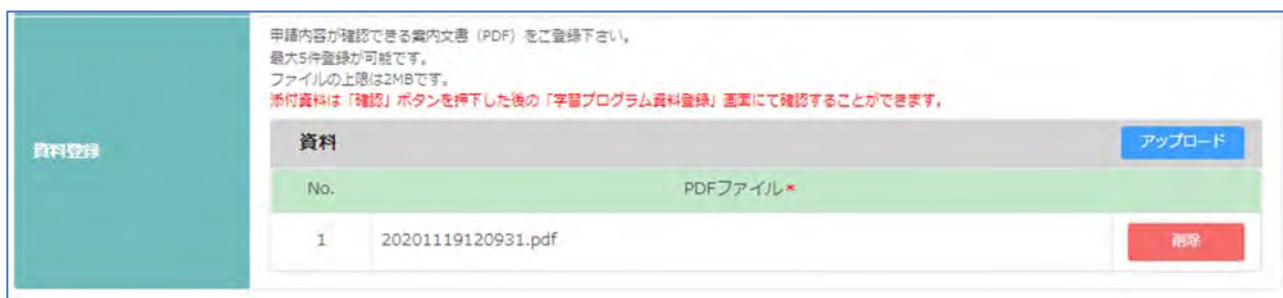 申請内容が確認できる案内文書（PDF）をご登録下さい。
最大5件登録が可能です。
ファイルの上限は2MBです。
添付資料は「確認」ボタンを押下した後の「学習プログラム資料登録」画面にて確認することができます。
資料登録
資料 アップロード
No. PDFファイル*
1 20201119120931.pdf 削除